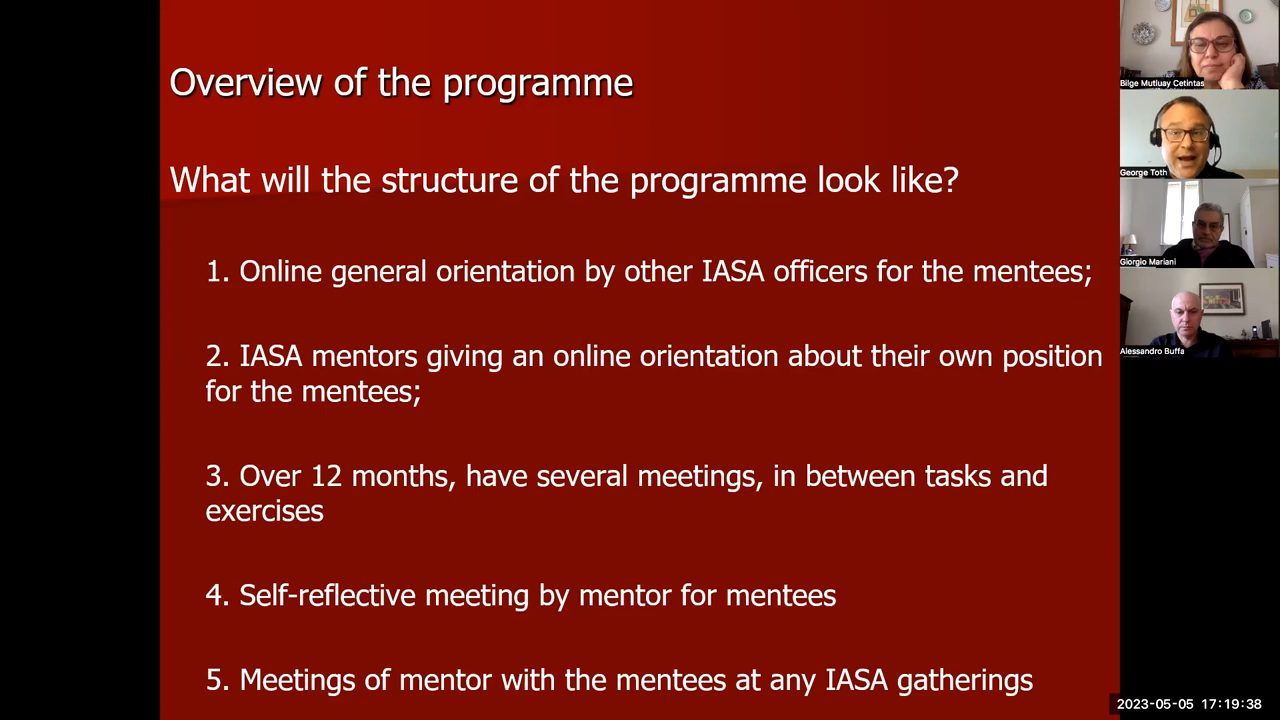 Overview of the programme
What will the structure of the programme look like?
1. Online general orientation by other IASA officers for the mentees;
2. IASA mentors giving an online orientation about their own position
for the mentees;
3. Over 12 months, have several meetings, in between tasks and
exercises
4. Self-reflective meeting by mentor for mentees
5. Meetings of mentor with the mentees at any IASA gatherings
Bilge Mutluay Cetintas
George Toth
Giorgio Mariani
Alessandro Buffa
2023-05-05 17:19:38